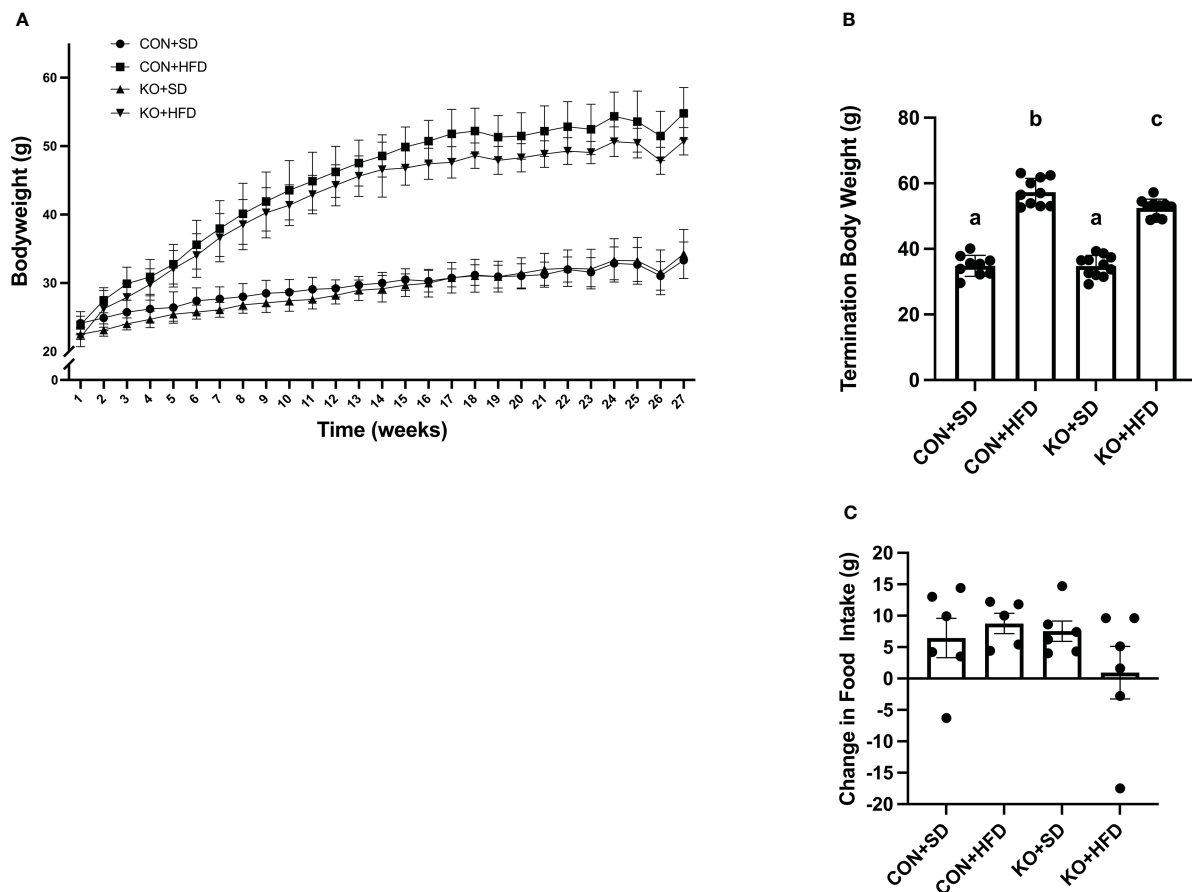 A
CON+SD
CON+HFD
KO+SD
KO+HFD
Bodyweight (g)
60
50
40
30
20
0
1 2 3 4 5 6 7 8 9 10 11 12 13 14 15 16 17 18 19 20 21 22 23 24 25 26 27
Time (weeks)
B
Termination Body Weight (g)
80
60
40
20
0
a b a c
CON+SD CON+HFD KO+SD KO+HFD
C
Change in Food Intake (g)
20
15
10
5
0
-5
-10
-15
-20
CON+SD CON+HFD KO+SD KO+HFD